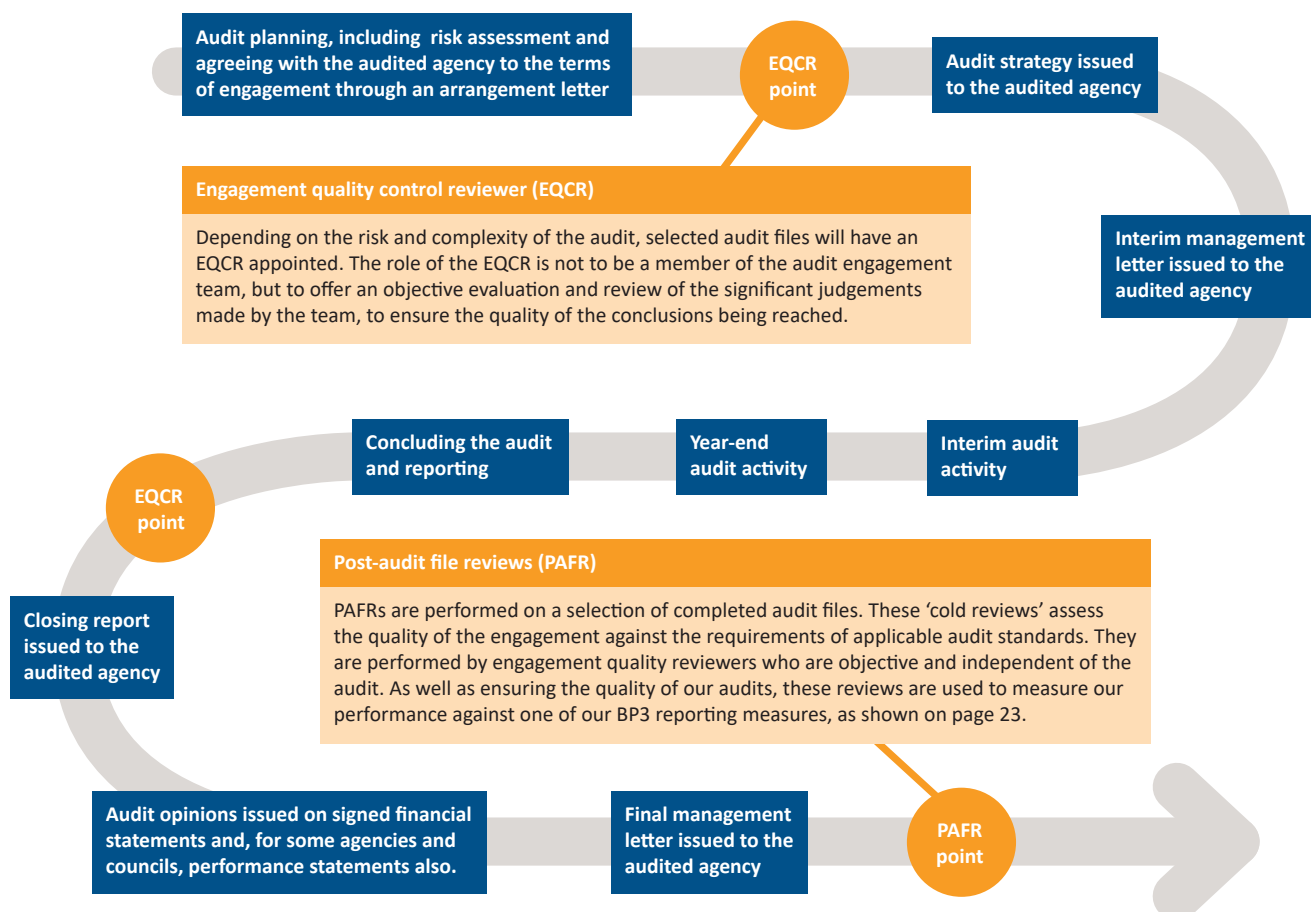 Audit planning, including risk assessment and
agreeing with the audited agency to the terms
of engagement through an arrangement letter
EQCR
point
Audit strategy issued
to the audited agency
Engagement quality control reviewer (EQCR)
Depending on the risk and complexity of the audit, selected audit files will have an
EQCR appointed. The role of the EQCR is not to be a member of the audit engagement
team, but to offer an objective evaluation and review of the significant judgements
made by the team, to ensure the quality of the conclusions being reached.
Interim management
letter issued to the
audited agency
Interim audit
activity
Year-end
audit activity
Concluding the audit
and reporting
EQCR
point
Closing report
issued to the
audited agency
Post-audit file reviews (PAFR)
PAFRs are performed on a selection of completed audit files. These ‘cold reviews’ assess
the quality of the engagement against the requirements of applicable audit standards. They
are performed by engagement quality reviewers who are objective and independent of the
audit. As well as ensuring the quality of our audits, these reviews are used to measure our
performance against one of our BP3 reporting measures, as shown on page 23.
Audit opinions issued on signed financial
statements and, for some agencies and
councils, performance statements also.
Final management
letter issued to the
audited agency
PAFR
point